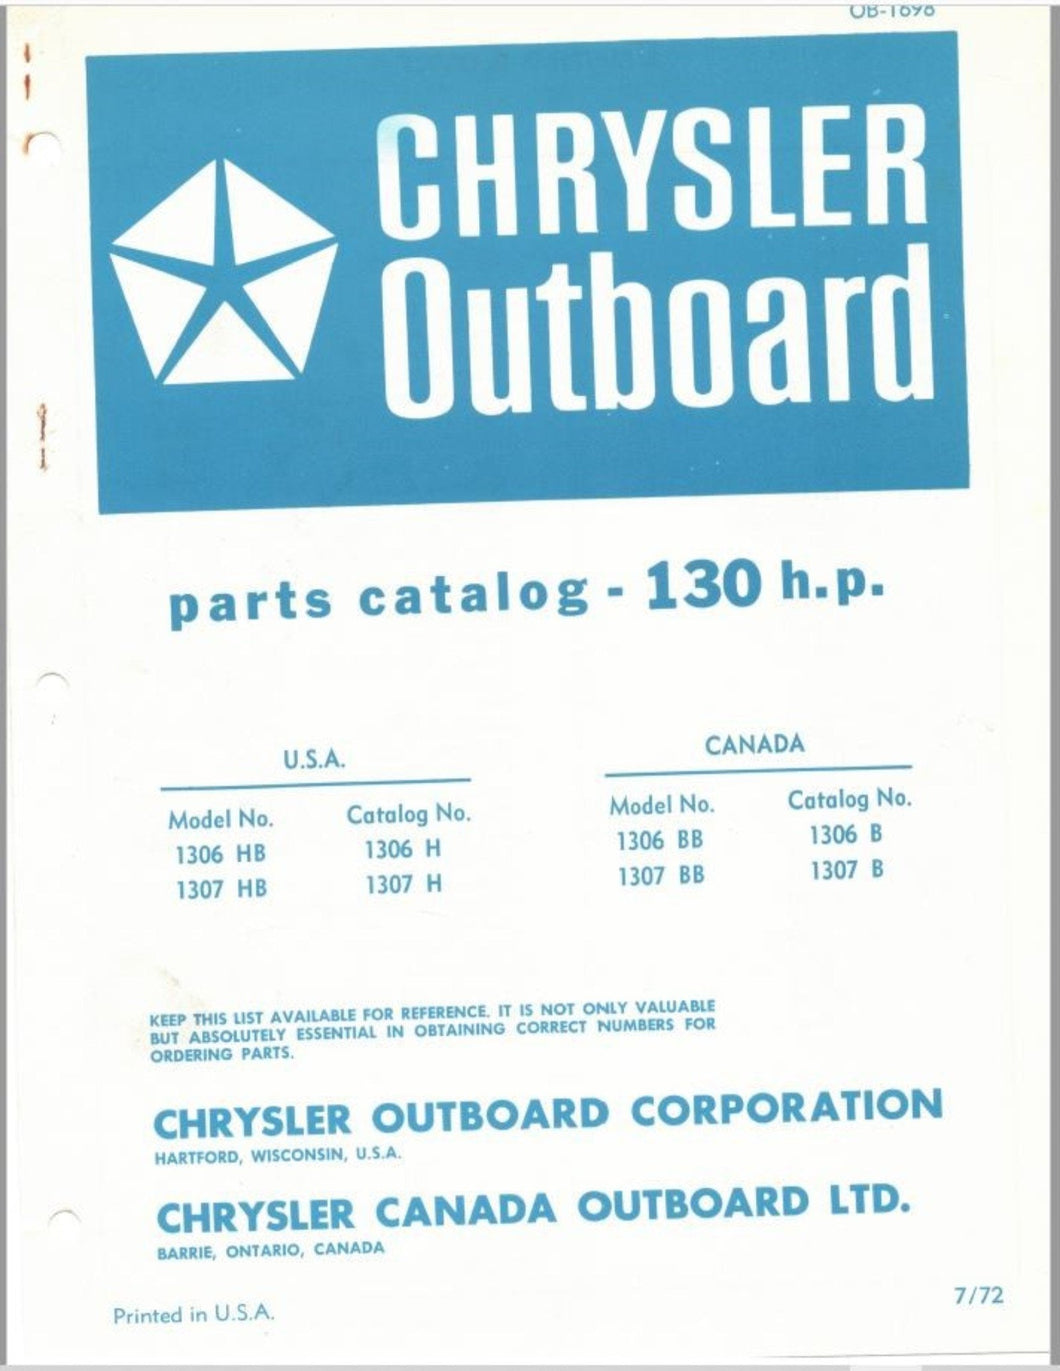 OB-1698
CHRYSLER
Outboard
parts catalog - 130 h.p.
U.S.A.
Model No. Catalog No.
1306 HB 1306 H
1307 HB 1307 H
CANADA
Model No. Catalog No.
1306 BB 1306 B
1307 BB 1307 B
KEEP THIS LIST AVAILABLE FOR REFERENCE. IT IS NOT ONLY VALUABLE
BUT ABSOLUTELY ESSENTIAL IN OBTAINING CORRECT NUMBERS FOR
ORDERING PARTS.
CHRYSLER OUTBOARD CORPORATION
HARTFORD, WISCONSIN, U.S.A.
CHRYSLER CANADA OUTBOARD LTD.
BARRIE, ONTARIO, CANADA
Printed in U.S.A.
7/72